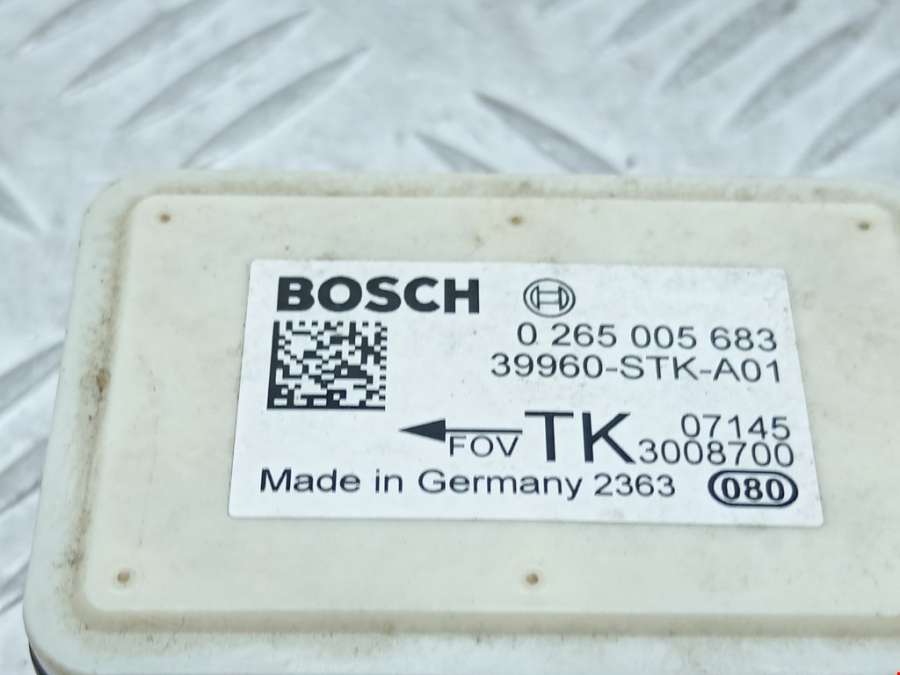 BOSCH
0 265 005 683
39960-STK-A01
FOV TK 07145
3008700
Made in Germany 2363 080